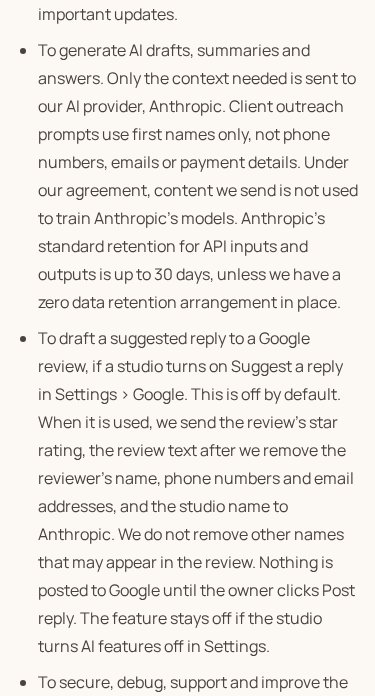 important updates.
To generate AI drafts, summaries and
answers. Only the context needed is sent to
our AI provider, Anthropic. Client outreach
prompts use first names only, not phone
numbers, emails or payment details. Under
our agreement, content we send is not used
to train Anthropic's models. Anthropic's
standard retention for API inputs and
outputs is up to 30 days, unless we have a
zero data retention arrangement in place.
To draft a suggested reply to a Google
review, if a studio turns on Suggest a reply
in Settings > Google. This is off by default.
When it is used, we send the review's star
rating, the review text after we remove the
reviewer's name, phone numbers and email
addresses, and the studio name to
Anthropic. We do not remove other names
that may appear in the review. Nothing is
posted to Google until the owner clicks Post
reply. The feature stays off if the studio
turns AI features off in Settings.
To secure, debug, support and improve the